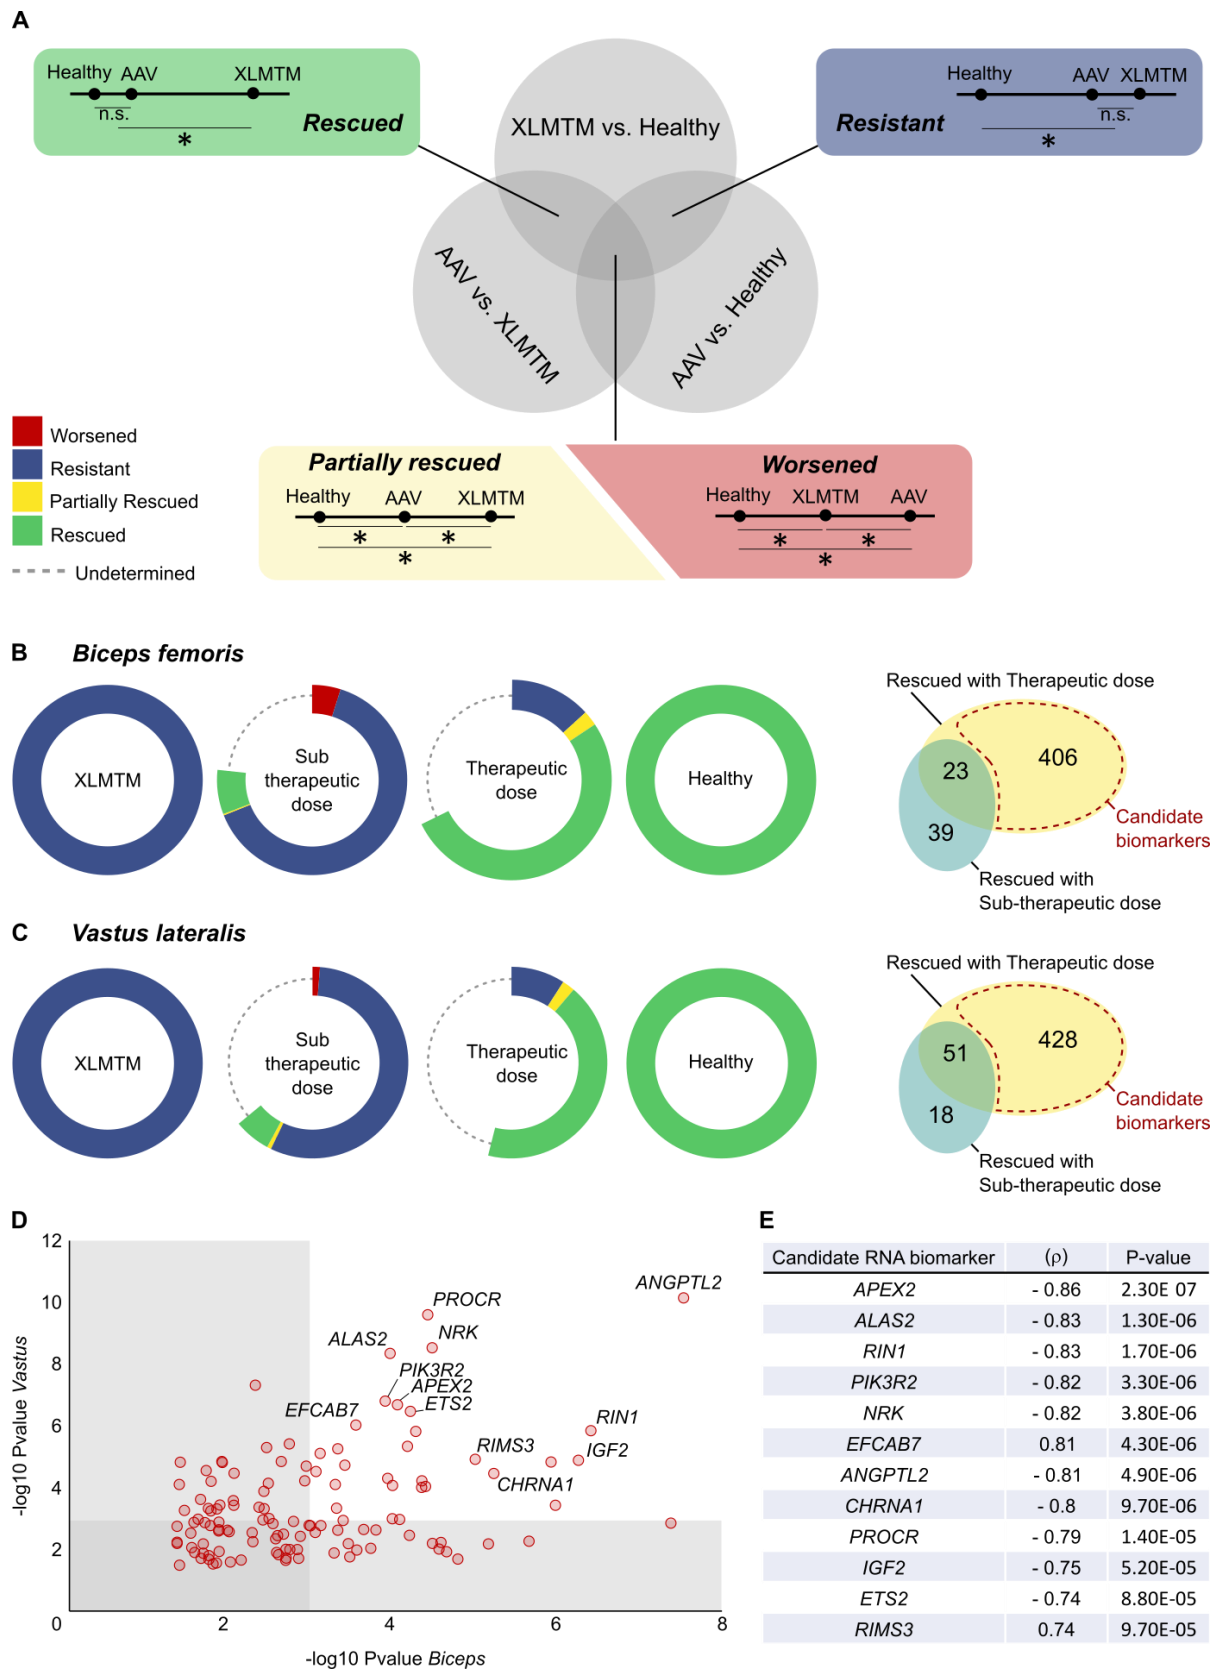 A
Healthy AAV XLMTM
n.s.
*
Rescued
XLMTM vs. Healthy
AAV vs. XLMTM
AAV vs. Healthy
Healthy AAV XLMTM
n.s.
*
Resistant
Worsened
Resistant
Partially Rescued
Rescued
Undetermined
Partially rescued
Healthy AAV XLMTM
* *
*
Worsened
Healthy XLMTM AAV
* *
*
B Biceps femoris
XLMTM
Sub
therapeutic
dose
Therapeutic
dose
Healthy
Rescued with Therapeutic dose
23
406
39
Candidate
biomarkers
Rescued with
Sub-therapeutic dose
C Vastus lateralis
XLMTM
Sub
therapeutic
dose
Therapeutic
dose
Healthy
Rescued with Therapeutic dose
51
428
18
Candidate
biomarkers
Rescued with
Sub-therapeutic dose
D
-log10 Pvalue Vastus
12
10
8
6
4
2
0
2
4
6
8
-log10 Pvalue Biceps
ANGPTL2
PROCR
NRK
ALAS2
PIK3R2
APEX2
ETS2
EFCAB7
RIN1
RIMS3
IGF2
CHRNA1
E
Candidate RNA biomarker (ρ) P-value
APEX2 - 0.86 2.30E 07
ALAS2 - 0.83 1.30E-06
RIN1 - 0.83 1.70E-06
PIK3R2 - 0.82 3.30E-06
NRK - 0.82 3.80E-06
EFCAB7 0.81 4.30E-06
ANGPTL2 - 0.81 4.90E-06
CHRNA1 - 0.8 9.70E-06
PROCR - 0.79 1.40E-05
IGF2 - 0.75 5.20E-05
ETS2 - 0.74 8.80E-05
RIMS3 0.74 9.70E-05